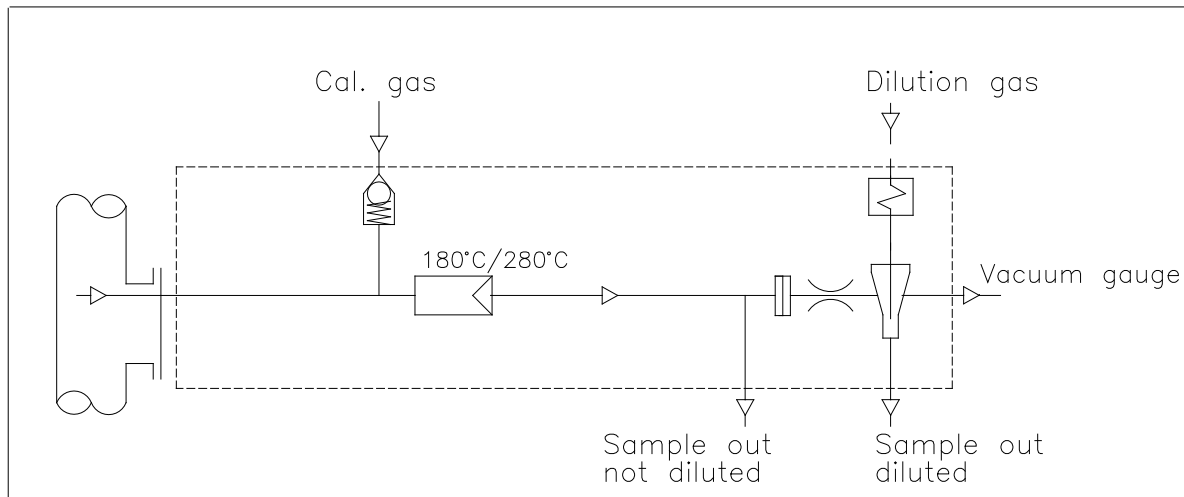 Cal. gas
Dilution gas
180°C/280°C
Vacuum gauge
Sample out
not diluted
Sample out
diluted